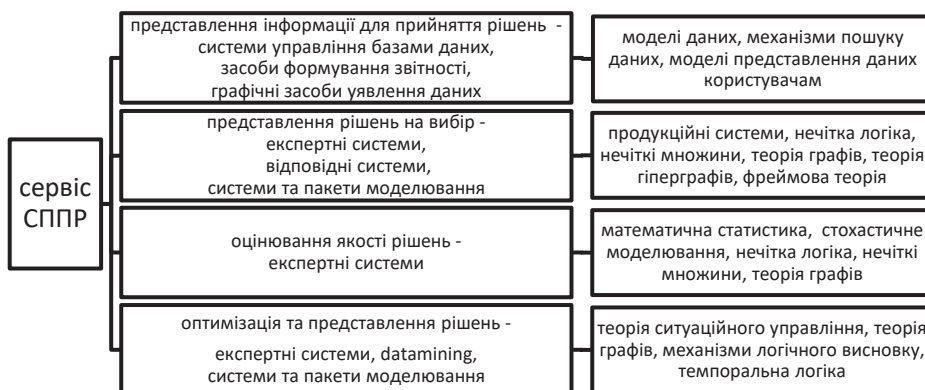 сервіс
СППР
представлення інформації для прийняття рішень -
системи управління базами даних,
засоби формування звітності,
графічні засоби уявлення даних
моделі даних, механізми пошуку
даних, моделі представлення даних
користувачам
представлення рішень на вибір -
експертні системи,
відповідні системи,
системи та пакети моделювання
продукційні системи, нечітка логіка,
нечіткі множини, теорія графів, теорія
гіперграфів, фреймова теорія
оцінювання якості рішень -
експертні системи
математична статистика, стохастичне
моделювання, нечітка логіка, нечіткі
множини, теорія графів
оптимізація та представлення рішень -
експертні системи, datamining,
системи та пакети моделювання
теорія ситуаційного управління, теорія
графів, механізми логічного висновку,
темпоральна логіка